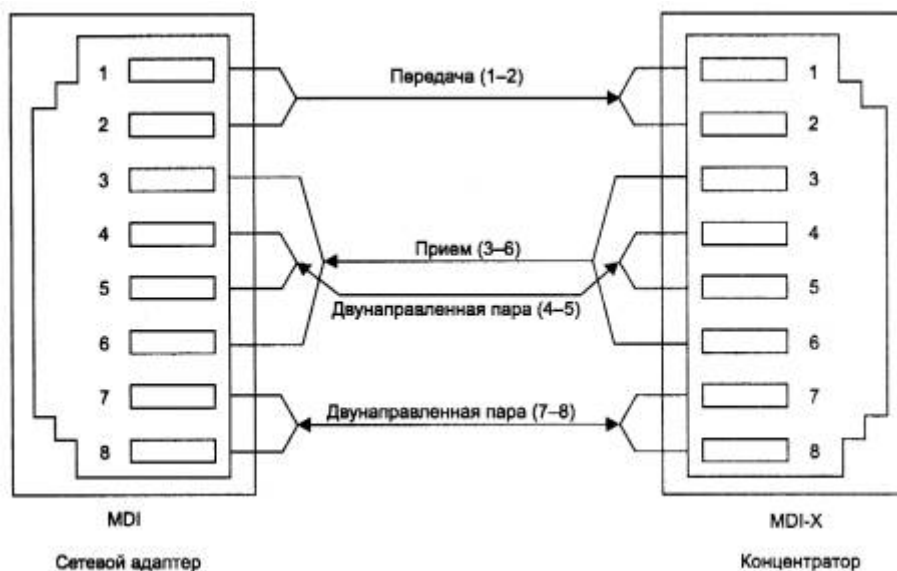 1 Передача (1–2) 1
2 2
3 3
4 Прием (3–6) 4
5 Двунаправленная пара (4–5) 5
6 6
7 Двунаправленная пара (7–8) 7
8 8
MDI MDI-X
Сетевой адаптер Концентратор